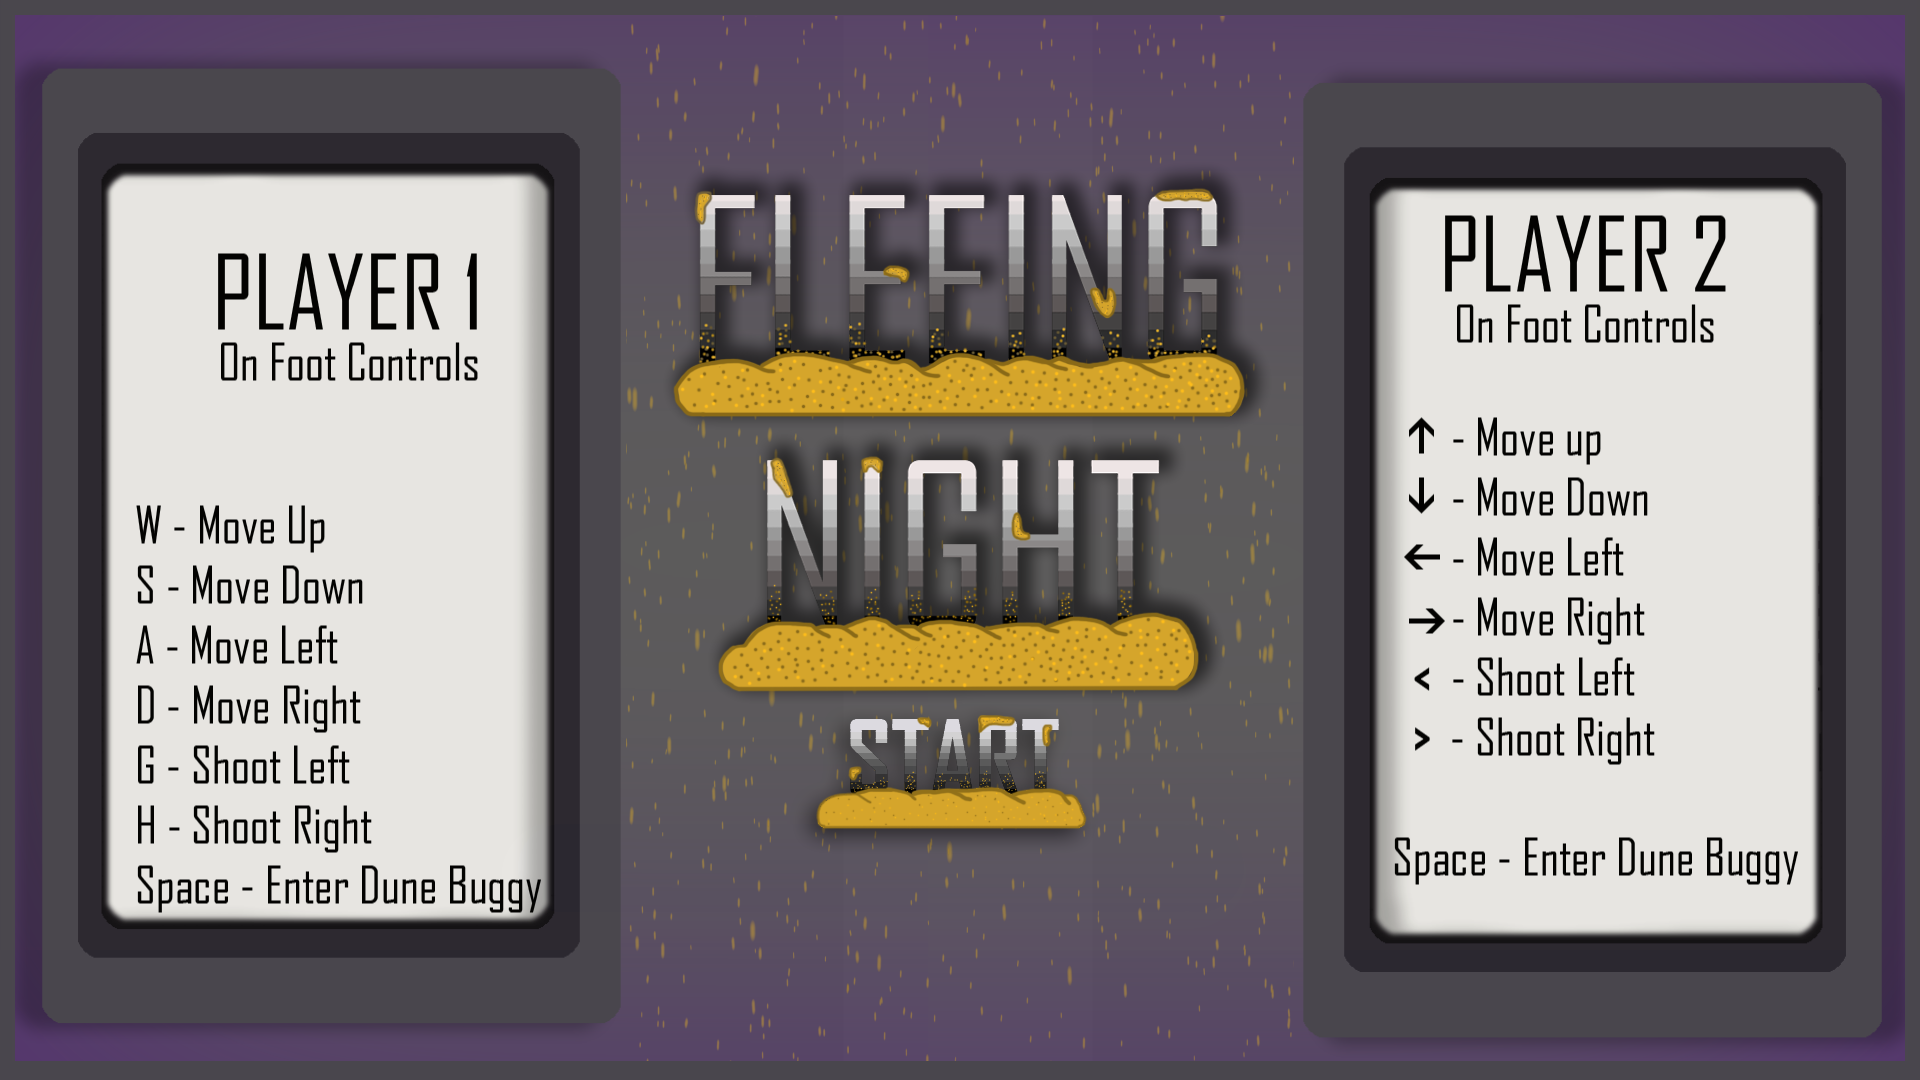 PLAYER 1
On Foot Controls
W - Move Up
S - Move Down
A - Move Left
D - Move Right
G - Shoot Left
H - Shoot Right
Space - Enter Dune Buggy
FLEEING
NIGHT
START
PLAYER 2
On Foot Controls
↑ - Move up
↓ - Move Down
← - Move Left
→ - Move Right
< - Shoot Left
> - Shoot Right
Space - Enter Dune Buggy